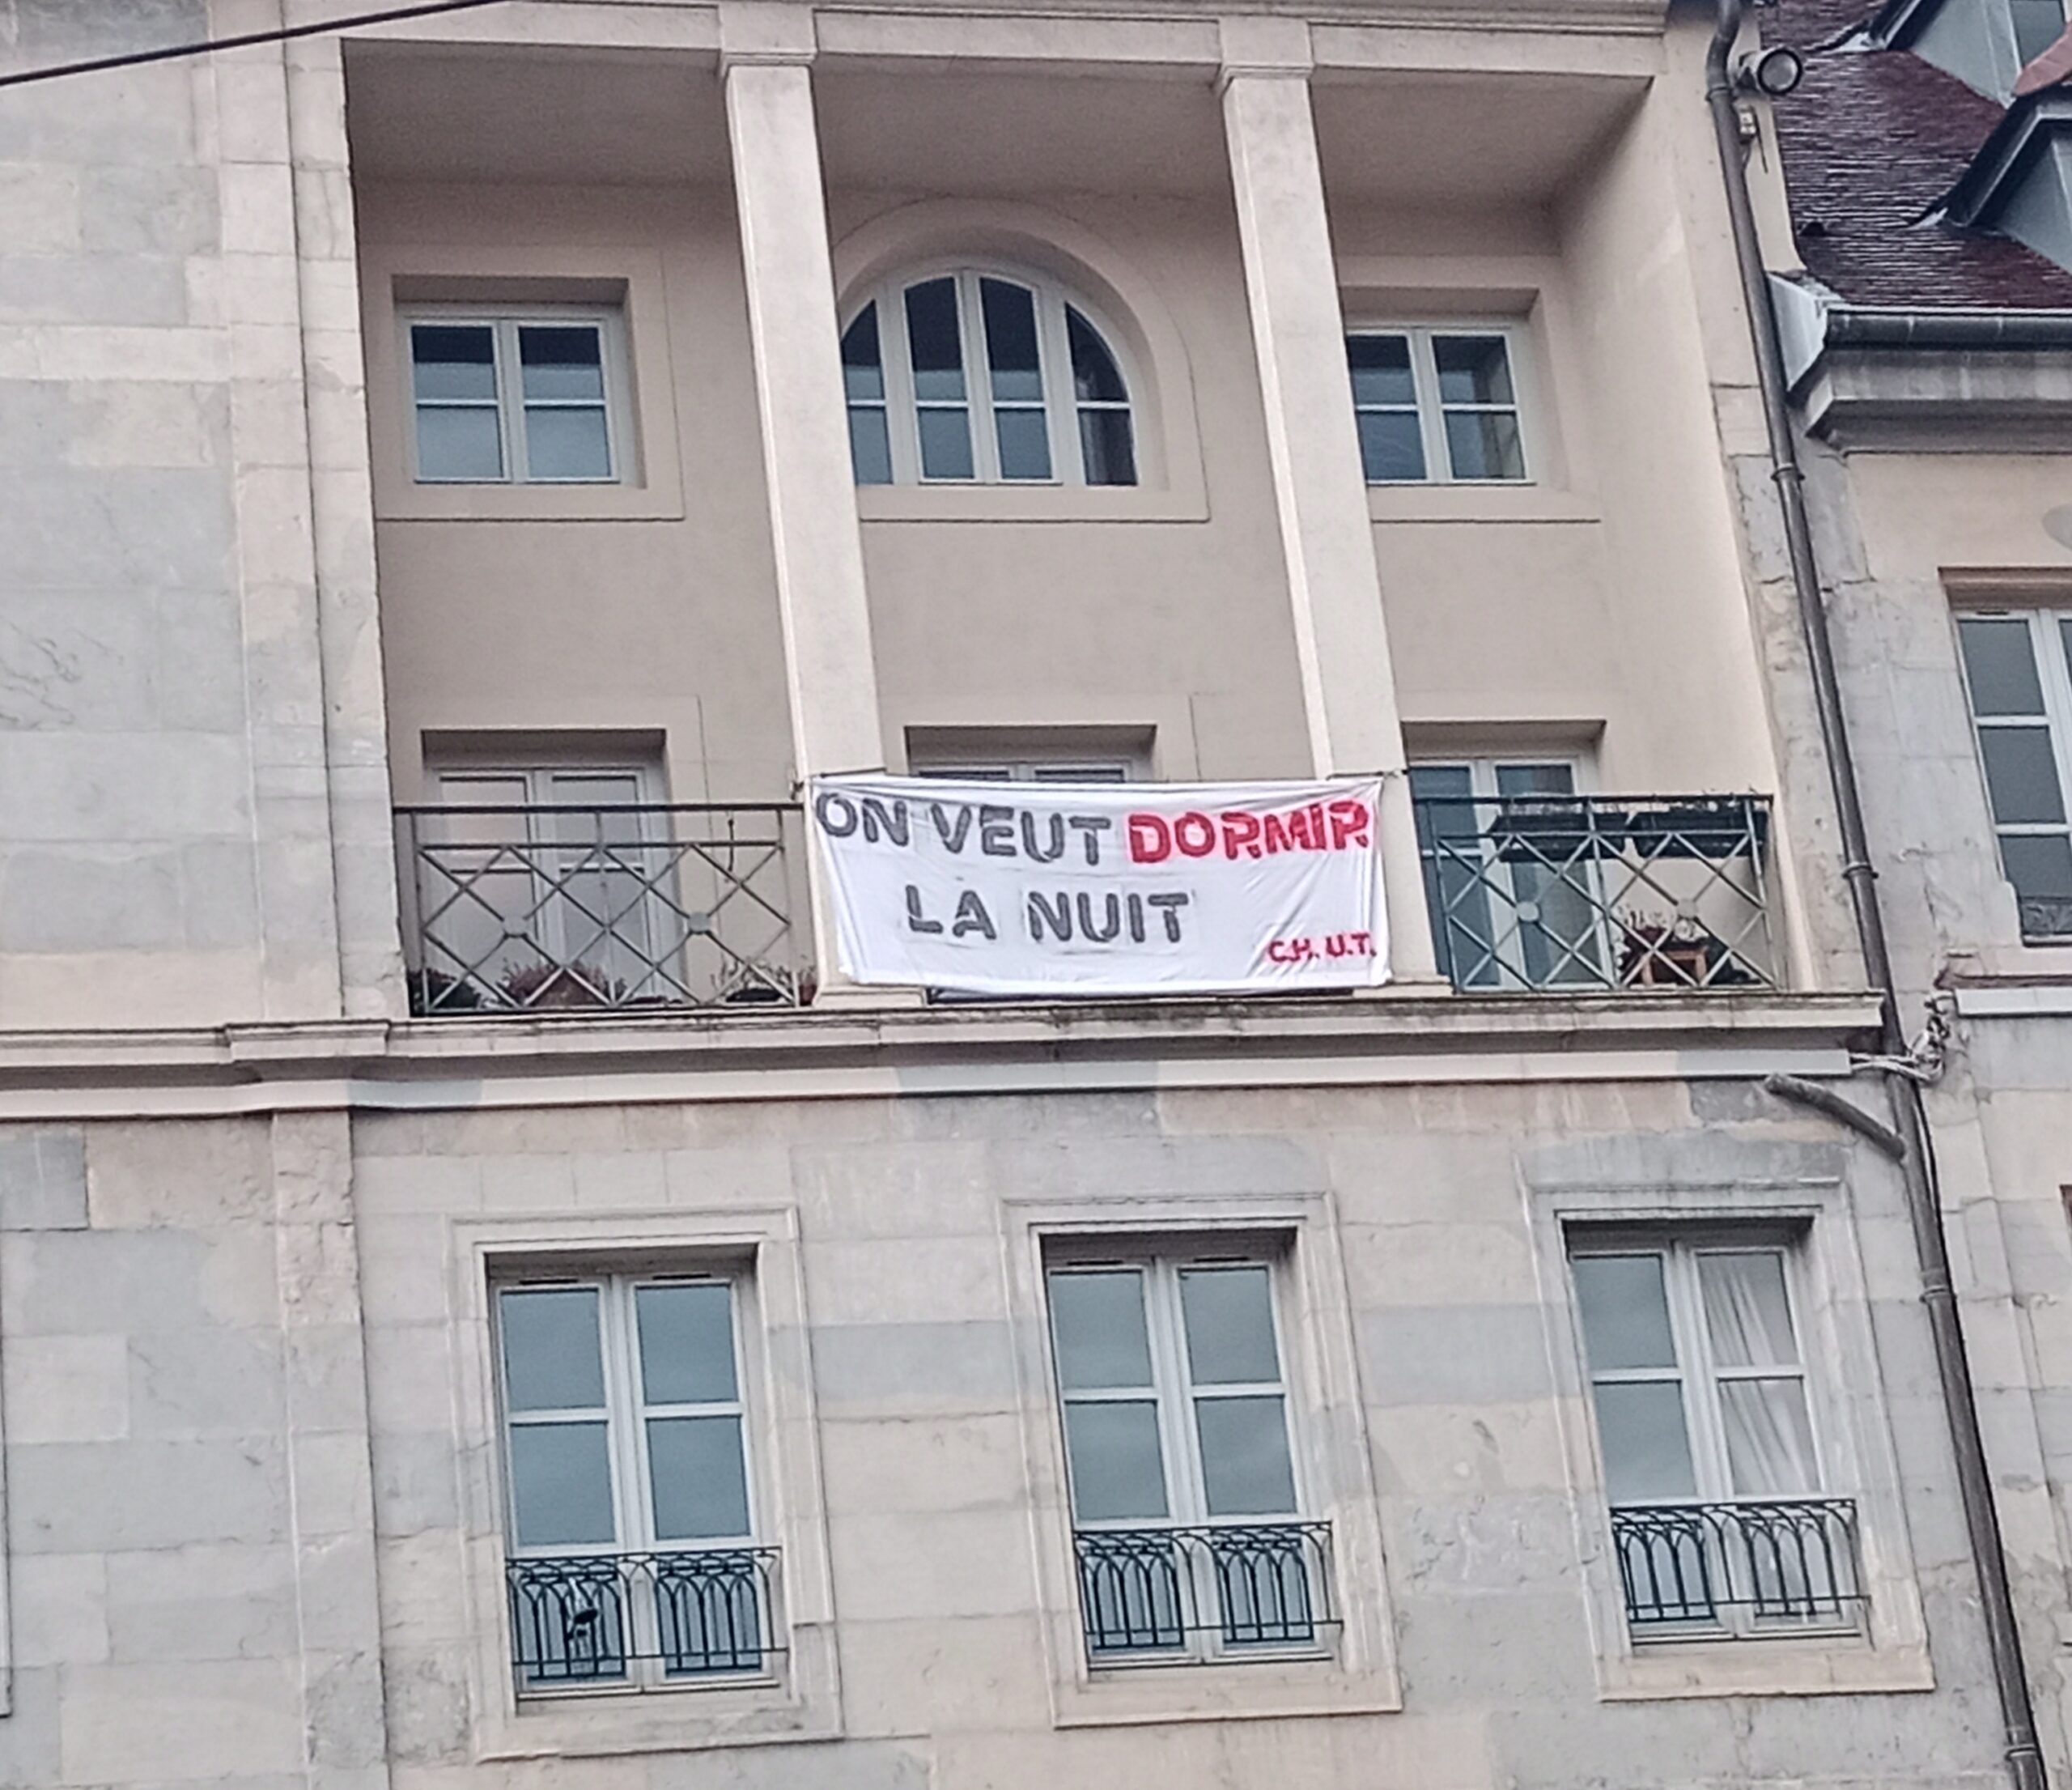 ON VEUT DORMIR
LA NUIT
C.H. U.T.